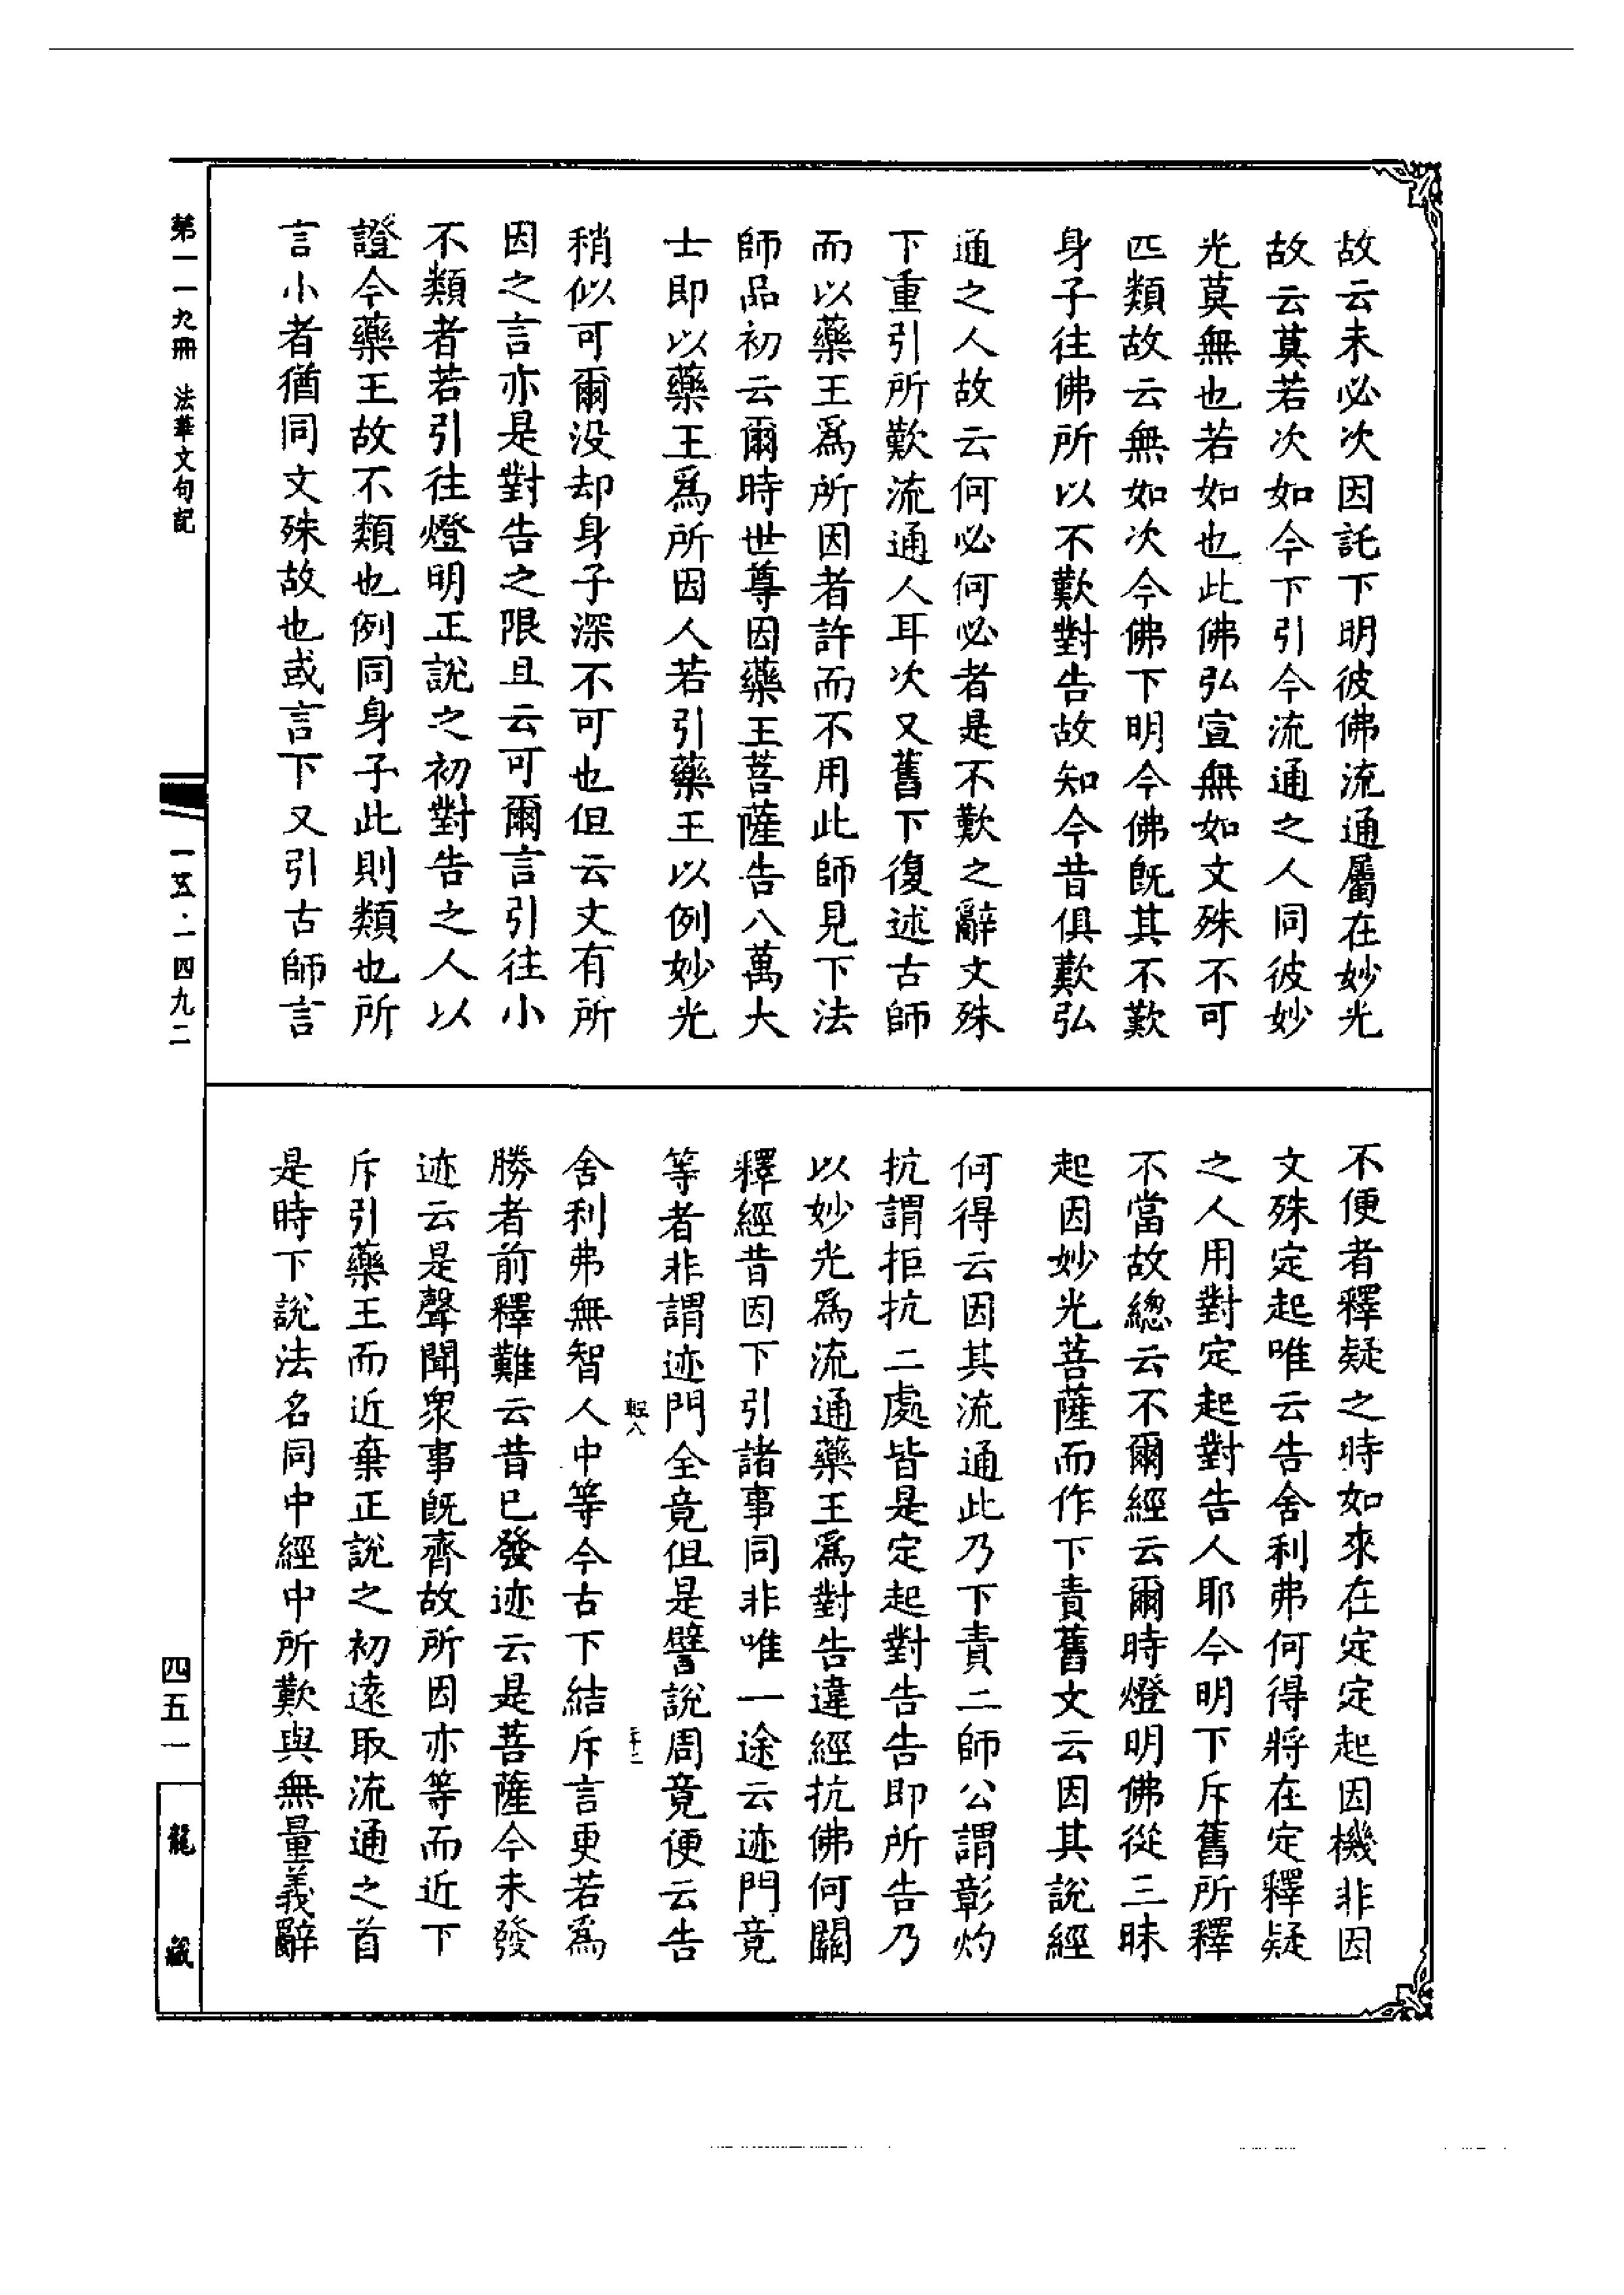 故云未必次因託下明彼佛流通屬在妙光
故云莫若次如今下引今流通之人同彼妙
光莫無也若如也此佛弘宣無如文殊不可
匹類故云無如次今佛下明今佛旣其不歎
身子往佛所以不歎對告故知今昔俱歎弘
通之人故云何必何必者是不歎之辭文殊
下重引所歎流通人耳次又舊下復述古師
而以藥王爲所因者許而不用此師見下法
師品初云爾時世尊因藥王菩薩告八萬大
士即以藥王爲所因人若引藥王以例妙光
稍似可爾没却身子深不可也但云文有所
因之言亦是對告之限且云可爾言引往小
不類者若引往燈明正說之初對告之人以
證今藥王故不類也例同身子此則類也所
言小者猶同文殊故也或言下又引古師言
不便者釋疑之時如來在定定起因機非因
文殊定起唯云告舍利弗何得將在定釋疑
之人用對定起對告人耶今明下斥舊所釋
不當故緫云不爾經云爾時燈明佛從三昧
起因妙光菩薩而作下責舊文云因其說經
何得云因其流通此乃下責二師公謂彰灼
抗謂拒抗二處皆是定起對告告即所告乃
以妙光爲流通藥王爲對告違經抗佛何關
釋經昔因下引諸事同非唯一途云迹門竟
等者非謂迹門全竟但是譬說周竟便云告
舍利弗無智人中等今古下結斥言更若爲
勝者前釋難云昔已發迹云是菩薩今未發
迹云是聲聞衆事旣齊故所因亦等而近下
斥引藥王而近棄正說之初遠取流通之首
是時下說法名同中經中所歎與無量義辭
第一一九冊 法華文句記
一五·一四九二
四五一
龍藏